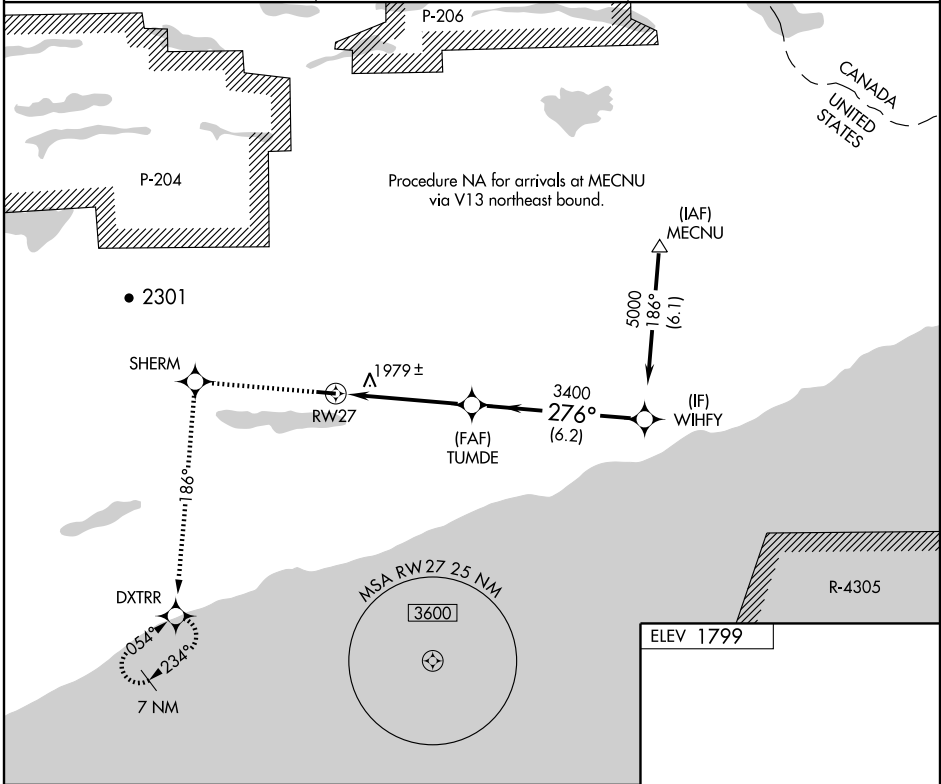 P-206
CANADA
UNITED
STATES
P-204
Procedure NA for arrivals at MECNU
via V13 northeast bound.
(IAF)
MECNU
5000
186°
(6.1)
2301
SHERM
1979 ±
RW27
3400
276°
(6.2)
(IF)
WIHFY
(FAF)
TUMDE
186°
DXTRR
054°
234°
7 NM
MSA RW27 25 NM
3600
R-4305
ELEV 1799